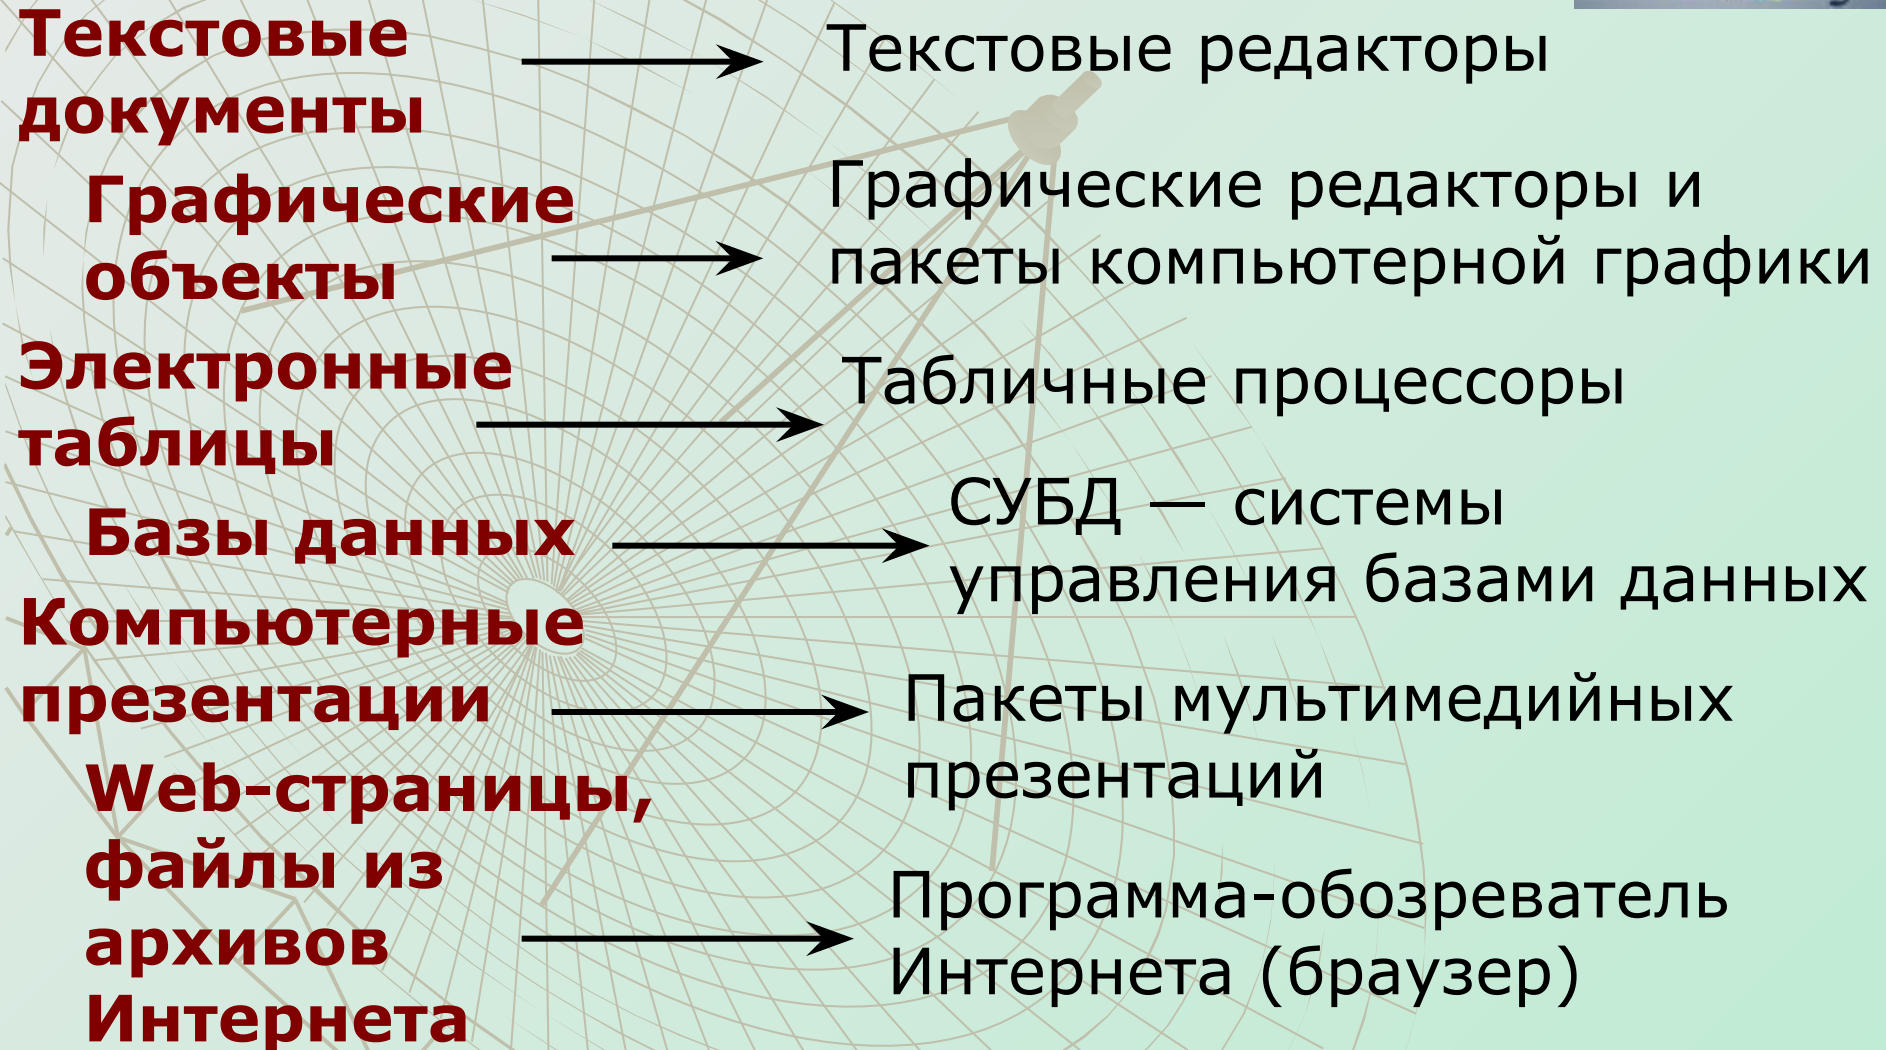 Текстовые
документы
Текстовые редакторы
Графические
объекты
Графические редакторы и
пакеты компьютерной графики
Электронные
таблицы
Табличные процессоры
Базы данных
СУБД — системы
управления базами данных
Компьютерные
презентации
Пакеты мультимедийных
презентаций
Web-страницы,
файлы из
архивов
Интернета
Программа-обозреватель
Интернета (браузер)